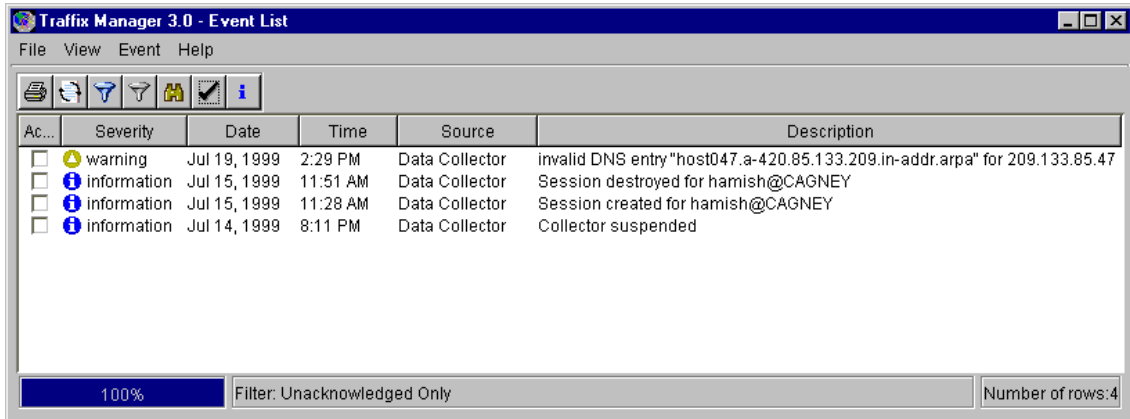 Traffix Manager 3.0 - Event List
File View Event Help
Ac... Severity Date Time Source Description
warning Jul 19, 1999 2:29 PM Data Collector invalid DNS entry "host047.a-420.85.133.209.in-addr.arpa" for 209.133.85.47
information Jul 15, 1999 11:51 AM Data Collector Session destroyed for hamish@CAGNEY
information Jul 15, 1999 11:28 AM Data Collector Session created for hamish@CAGNEY
information Jul 14, 1999 8:11 PM Data Collector Collector suspended
100% Filter: Unacknowledged Only Number of rows:4